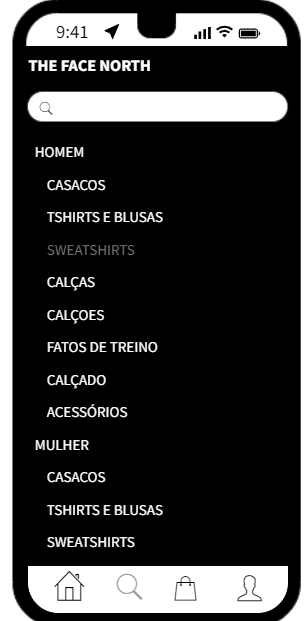 9:41
THE FACE NORTH
HOMEM
CASACOS
TSHIRTS E BLUSAS
SWEATSHIRTS
CALÇAS
CALÇOES
FATOS DE TREINO
CALÇADO
ACESSÓRIOS
MULHER
CASACOS
TSHIRTS E BLUSAS
SWEATSHIRTS